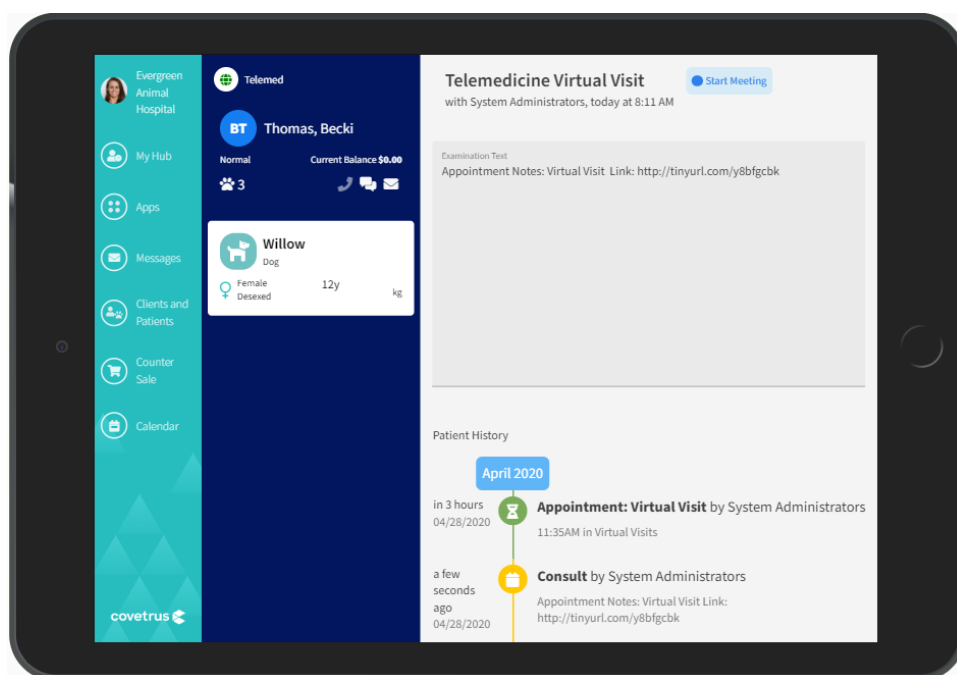 Evergreen
Animal
Hospital
My Hub
Apps
Messages
Clients and
Patients
Counter
Sale
Calendar
covetrus
Telemed
BT
Thomas, Becki
Normal
Current Balance $0.00
3
Willow
Dog
Female
Desexed
12y
kg
Telemedicine Virtual Visit
Start Meeting
with System Administrators, today at 8:11 AM
Examination Text
Appointment Notes: Virtual Visit Link: http://tinyurl.com/y8bfgcbk
Patient History
April 2020
in 3 hours
04/28/2020
Appointment: Virtual Visit by System Administrators
11:35AM in Virtual Visits
a few
seconds
ago
04/28/2020
Consult by System Administrators
Appointment Notes: Virtual Visit Link:
http://tinyurl.com/y8bfgcbk